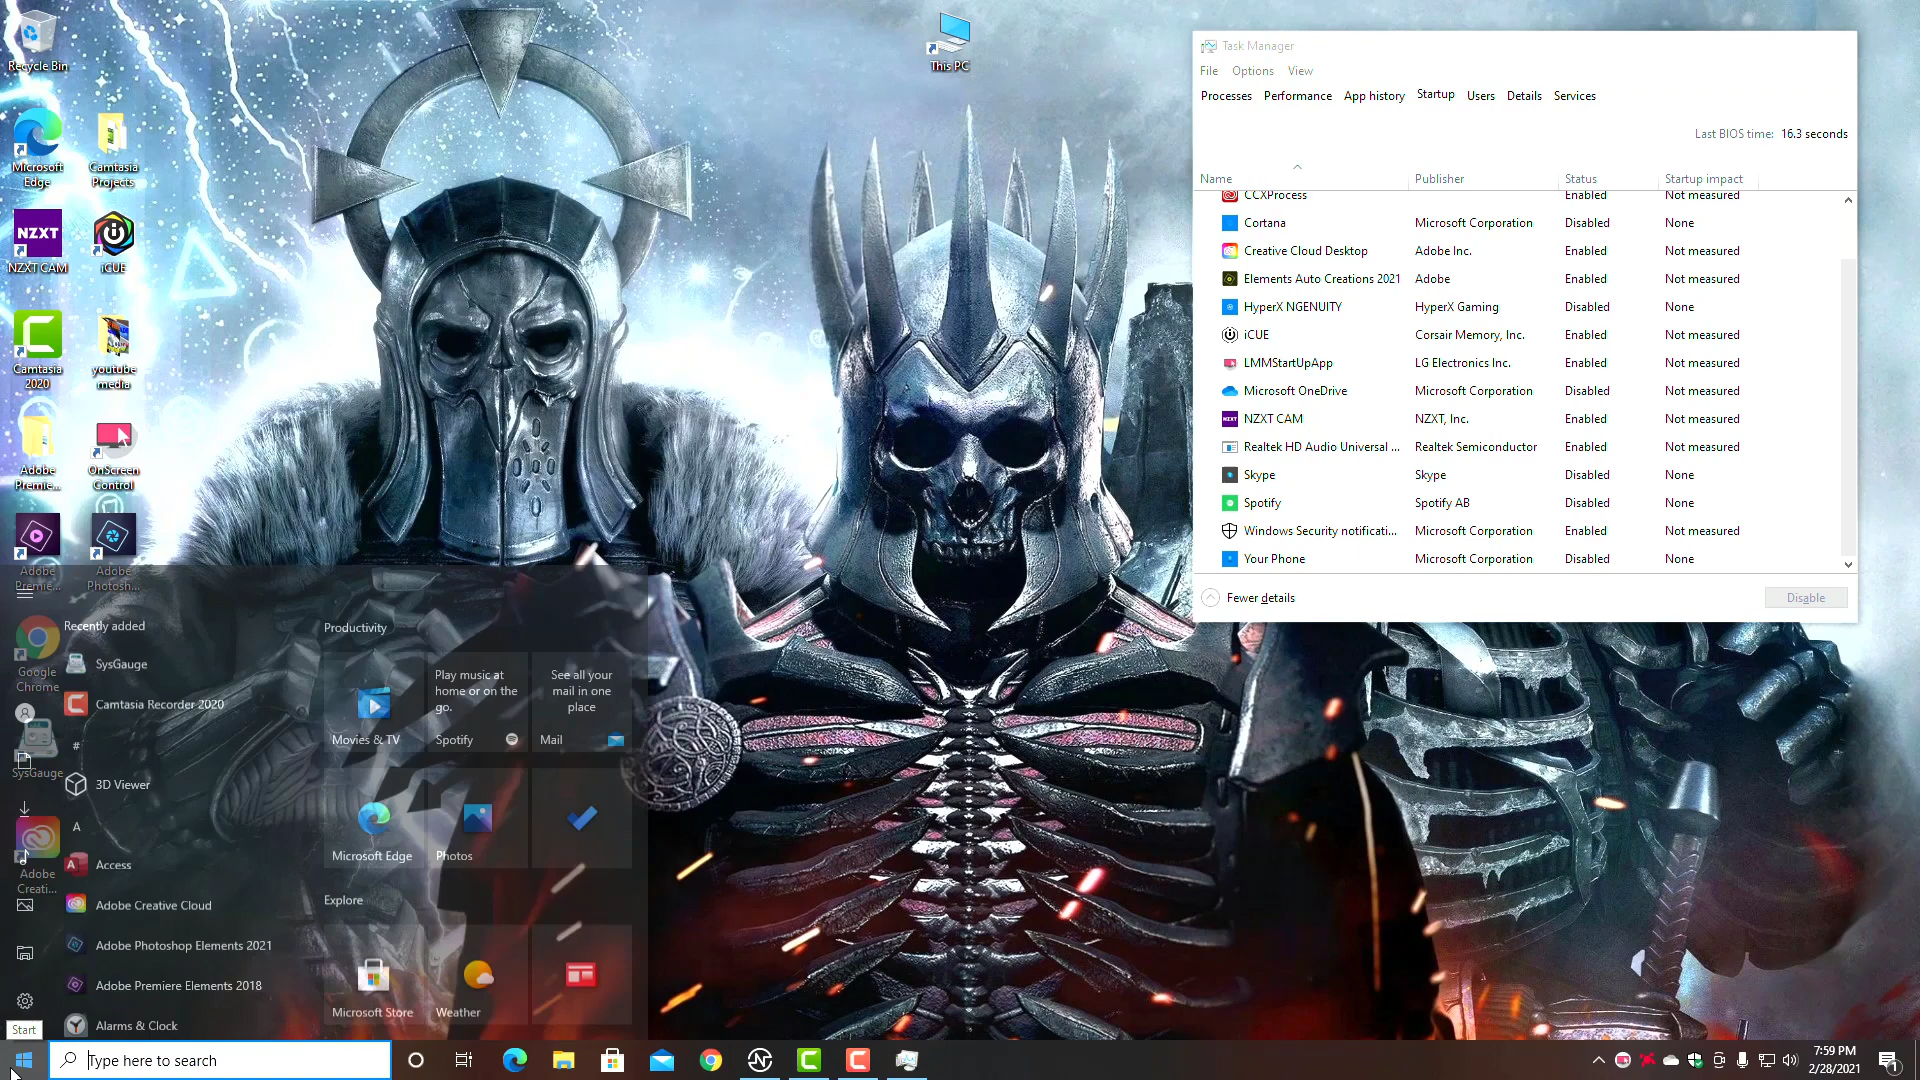 Recycle Bin
This PC
Microsoft
Edge
Camtasia
Projects
NZXT
NZXT CAM
iCUE
Camtasia
2020
youtube
media
Adobe
Premie...
OnScreen
Control
Adobe
Premie...
Adobe
Photosh...
Google
Chrome
SysGauge
Adobe
Creati...
Task Manager
File Options View
Processes Performance App history Startup Users Details Services
Last BIOS time: 16.3 seconds
Name Publisher Status Startup impact
CCXProcess Enabled Not measured
Cortana Microsoft Corporation Disabled None
Creative Cloud Desktop Adobe Inc. Enabled Not measured
Elements Auto Creations 2021 Adobe Enabled Not measured
HyperX NGENUITY HyperX Gaming Disabled None
iCUE Corsair Memory, Inc. Enabled Not measured
LMMStartUpApp LG Electronics Inc. Enabled Not measured
Microsoft OneDrive Microsoft Corporation Disabled Not measured
NZXT CAM NZXT, Inc. Enabled Not measured
Realtek HD Audio Universal ... Realtek Semiconductor Enabled Not measured
Skype Skype Disabled None
Spotify Spotify AB Disabled None
Windows Security notificati... Microsoft Corporation Enabled Not measured
Your Phone Microsoft Corporation Disabled None
Fewer details Disable
Recently added
SysGauge
Camtasia Recorder 2020
#
3D Viewer
A
Access
Adobe Creative Cloud
Adobe Photoshop Elements 2021
Adobe Premiere Elements 2018
Alarms & Clock
Productivity
Movies & TV
Play music at
home or on the
go.
Spotify
See all your
mail in one
place
Mail
Microsoft Edge
Photos
Explore
Microsoft Store
Weather
Start
Type here to search
7:59 PM
2/28/2021
1